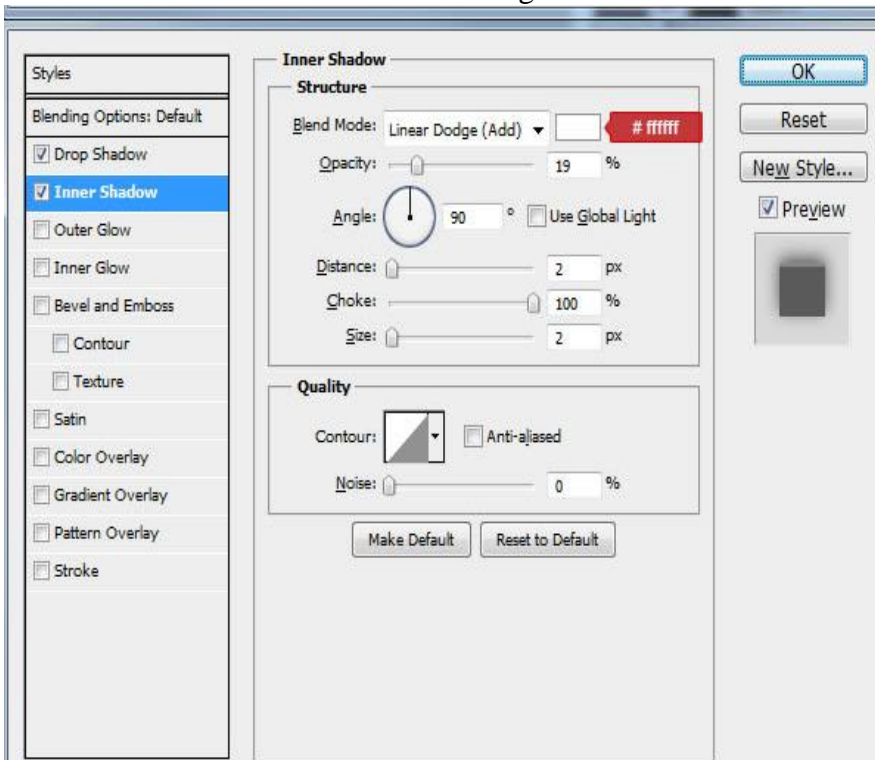 Styles
Blending Options: Default
Drop Shadow
Inner Shadow
Outer Glow
Inner Glow
Bevel and Emboss
Contour
Texture
Satin
Color Overlay
Gradient Overlay
Pattern Overlay
Stroke
Inner Shadow
Structure
Blend Mode: Linear Dodge (Add) # ffffff
Opacity: 19 %
Angle: 90 ° Use Global Light
Distance: 2 px
Choke: 100 %
Size: 2 px
Quality
Contour: Anti-aliased
Noise: 0 %
Make Default Reset to Default
OK
Reset
New Style...
Preview